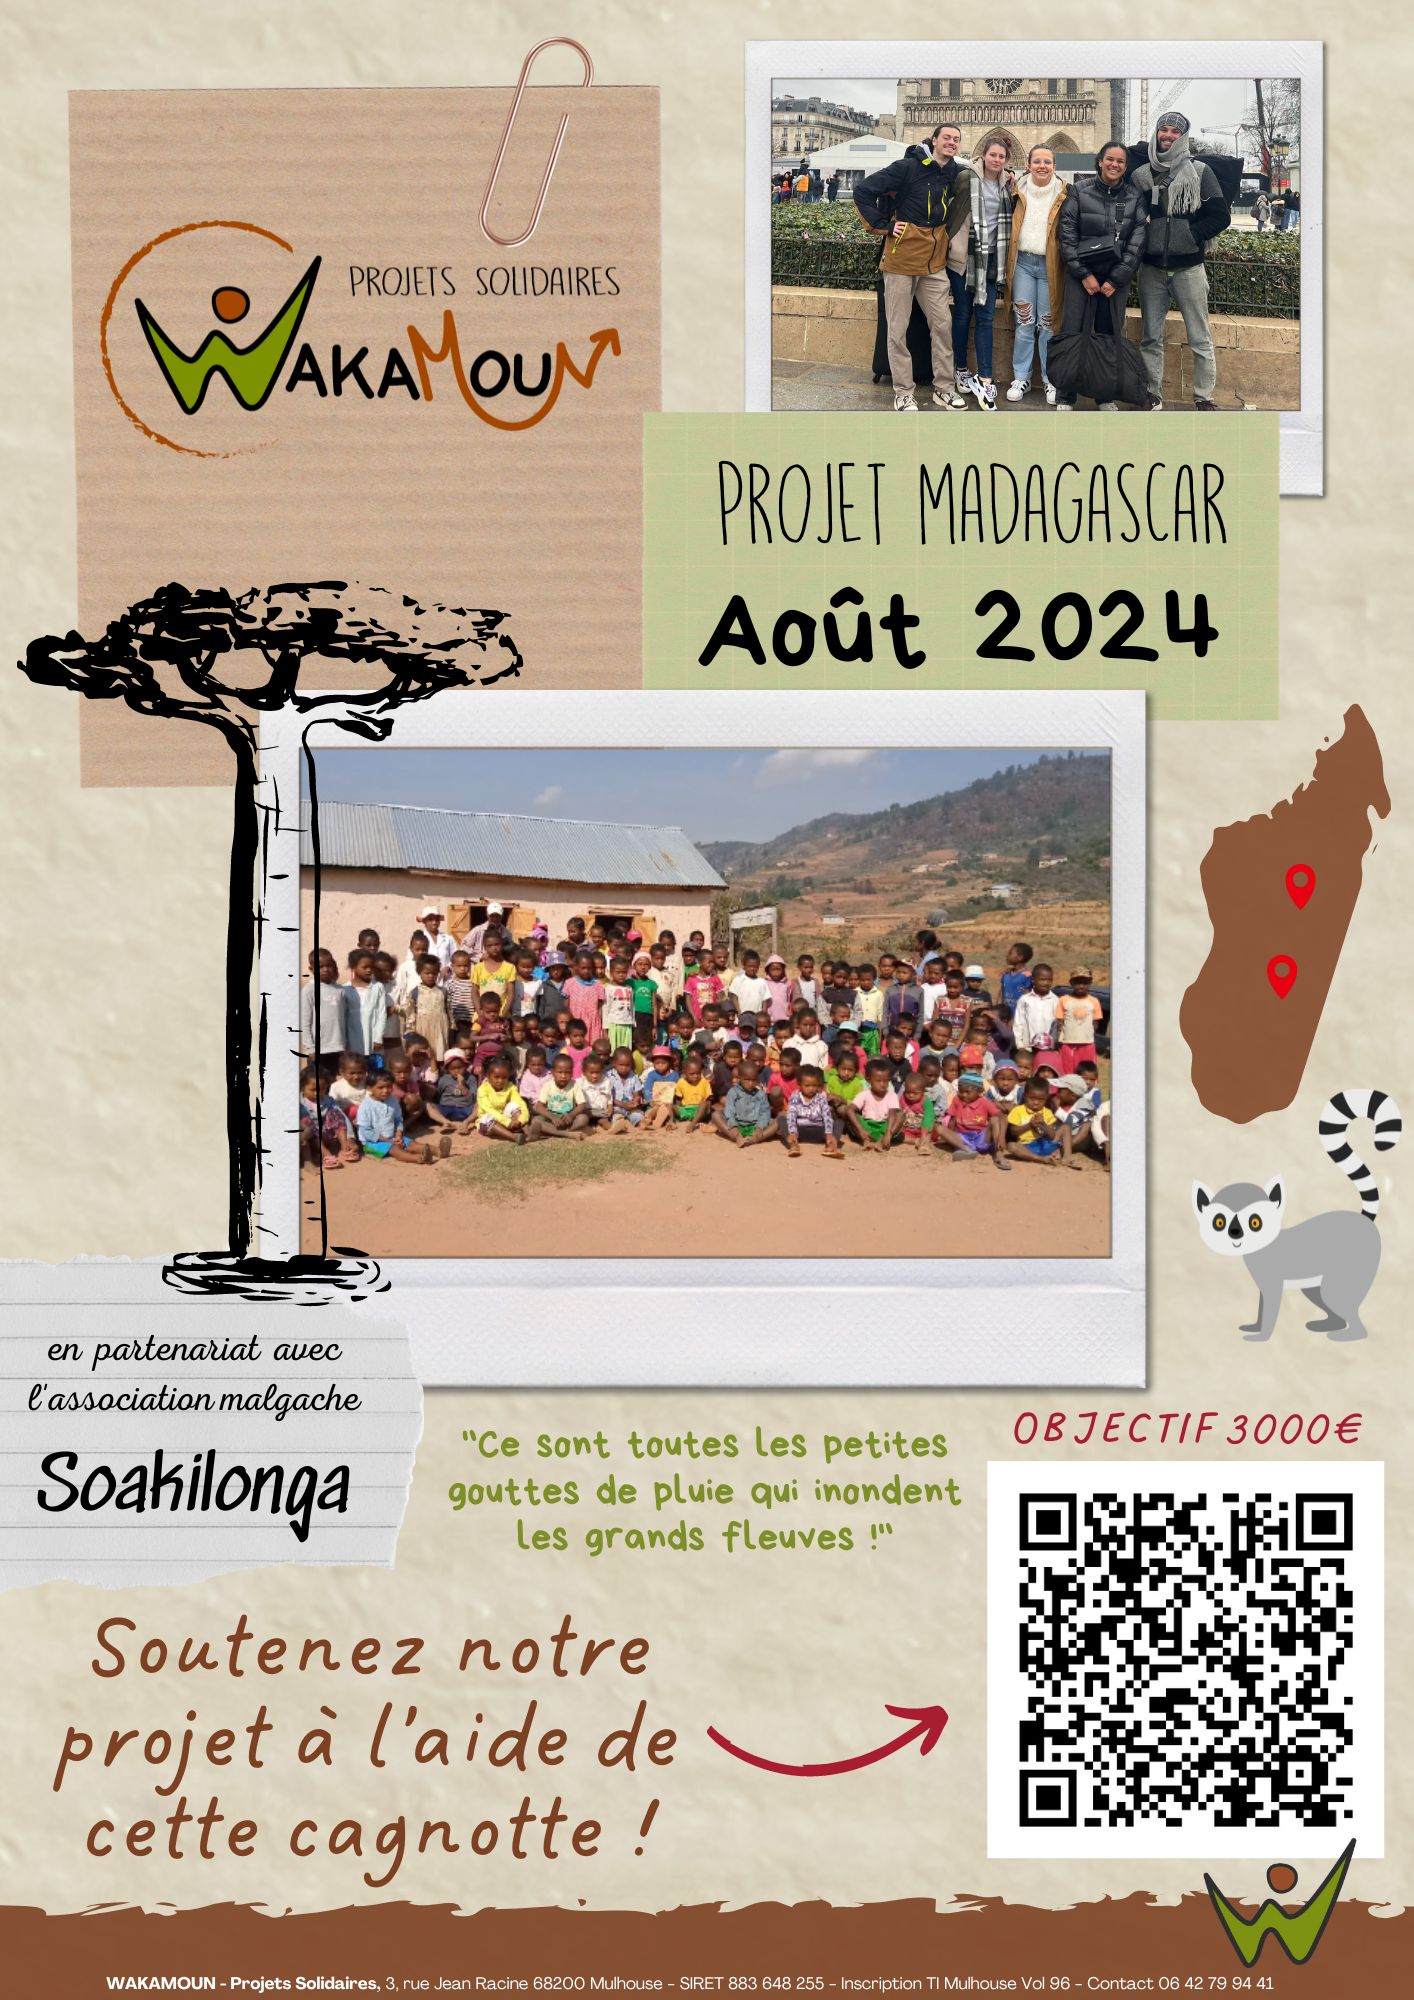 PROJETS SOLIDAIRES
WAKAMOUN
PROJET MADAGASCAR
Août 2024
en partenariat avec
l'association malgache
Soakilonga
"Ce sont toutes les petites
gouttes de pluie qui inondent
les grands fleuves !"
OBJECTIF 3000€
Soutenez notre
projet à l'aide de
cette cagnotte !
WAKAMOUN - Projets Solidaires, 3, rue Jean Racine 68200 Mulhouse - SIRET 883 648 255 - Inscription TI Mulhouse Vol 96 - Contact 06 42 79 94 41